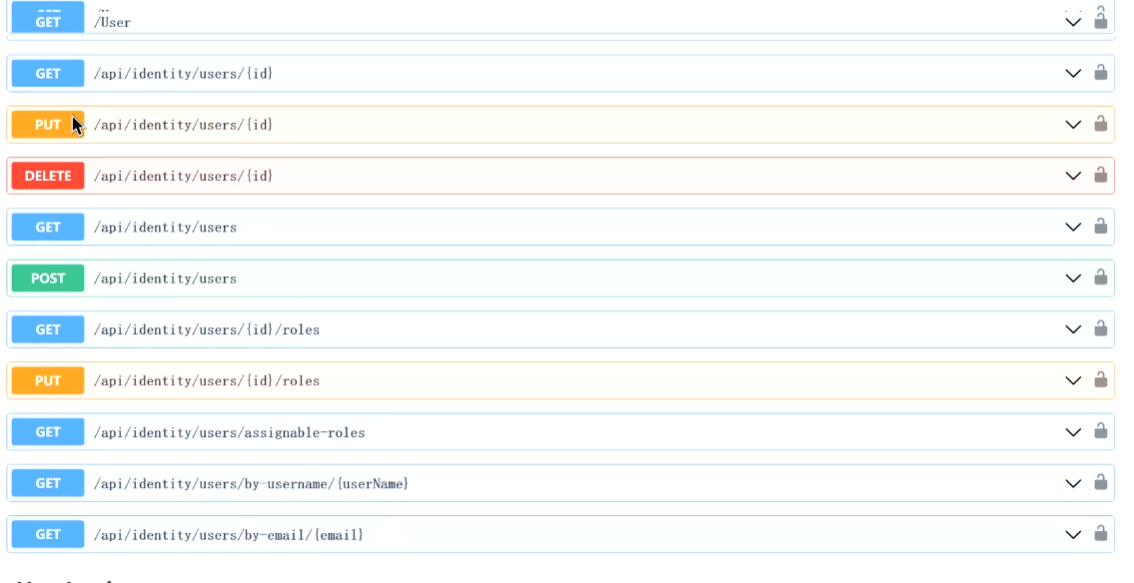 GET /User
GET /api/identity/users/{id}
PUT /api/identity/users/{id}
DELETE /api/identity/users/{id}
GET /api/identity/users
POST /api/identity/users
GET /api/identity/users/{id}/roles
PUT /api/identity/users/{id}/roles
GET /api/identity/users/assignable-roles
GET /api/identity/users/by-username/{userName}
GET /api/identity/users/by-email/{email}